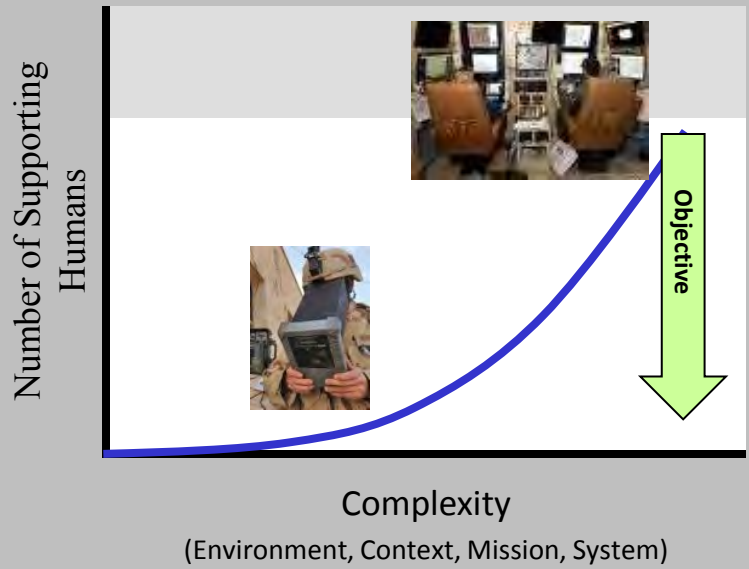 Number of Supporting
Humans
Objective
Complexity
(Environment, Context, Mission, System)